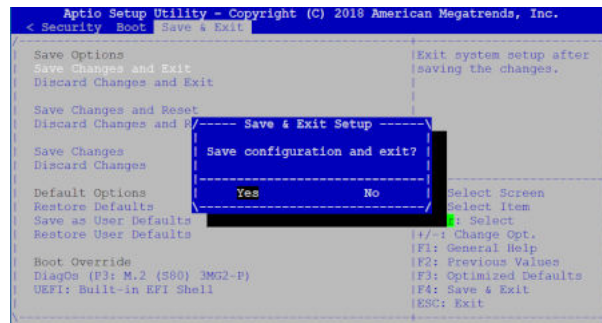 Aptio Setup Utility – Copyright (C) 2018 American Megatrends, Inc.
< Security Boot Save & Exit
Save Options
Save Changes and Exit
Discard Changes and Exit
Save Changes and Reset
Discard Changes and R
Save Changes
Discard Changes
Default Options
Restore Defaults
Save as User Defaults
Restore User Defaults
Boot Override
DiagOs (P3: M.2 (S80) 3MG2-P)
UEFI: Built-in EFI Shell
Save & Exit Setup
Save configuration and exit?
Yes No
Exit system setup after
saving the changes.
Select Screen
Select Item
r: Select
+/-: Change Opt.
F1: General Help
F2: Previous Values
F3: Optimized Defaults
F4: Save & Exit
ESC: Exit